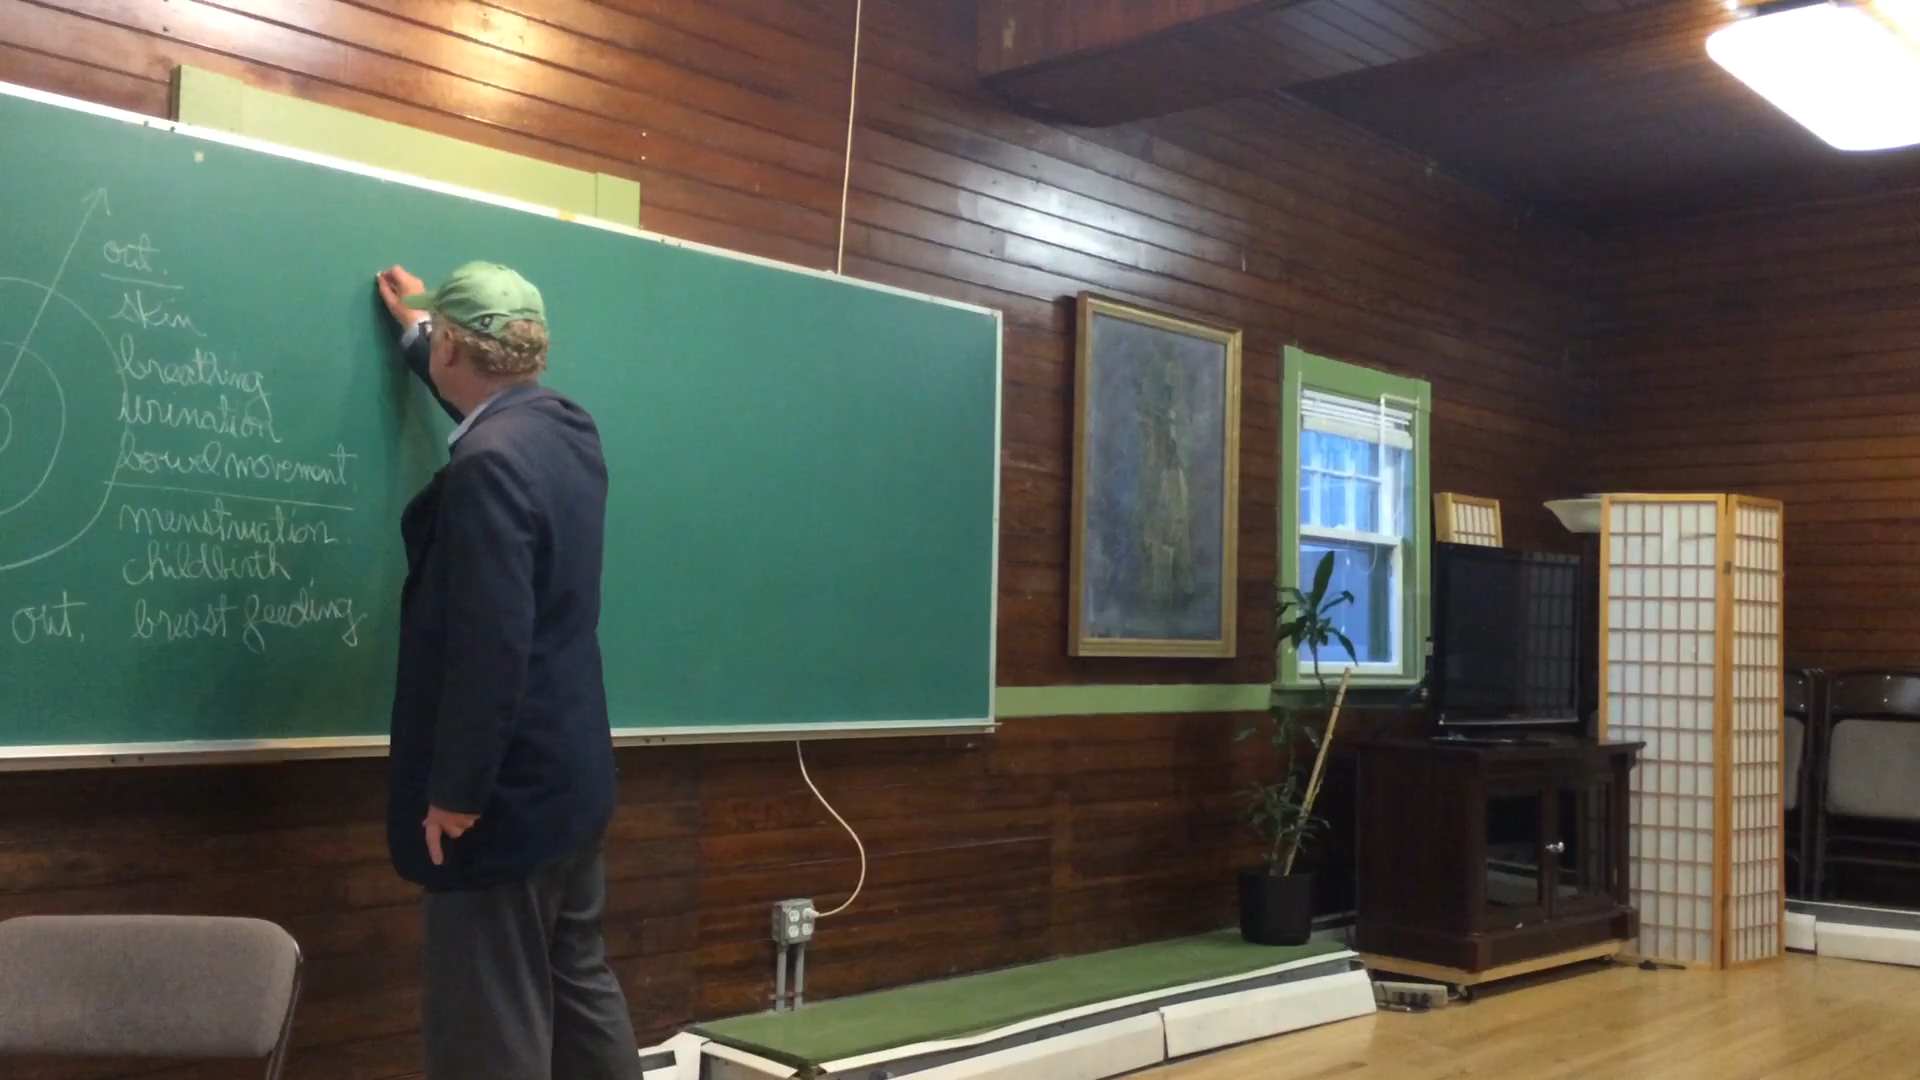 out.
skin
breathing
urination
bowel movement.
menstruation.
childbirth
out, breast feeding